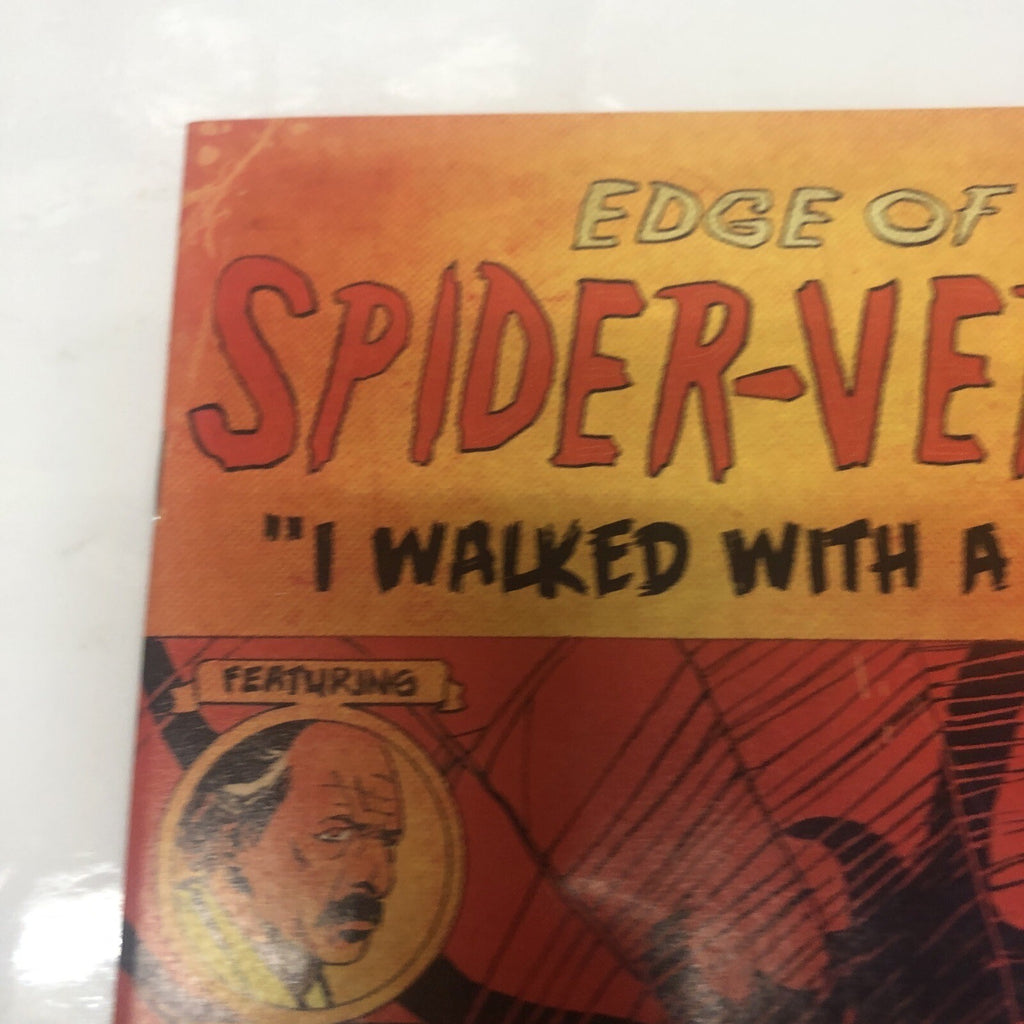 EDGE OF
SPIDER-VE
"I WALKED WITH A
FEATURING